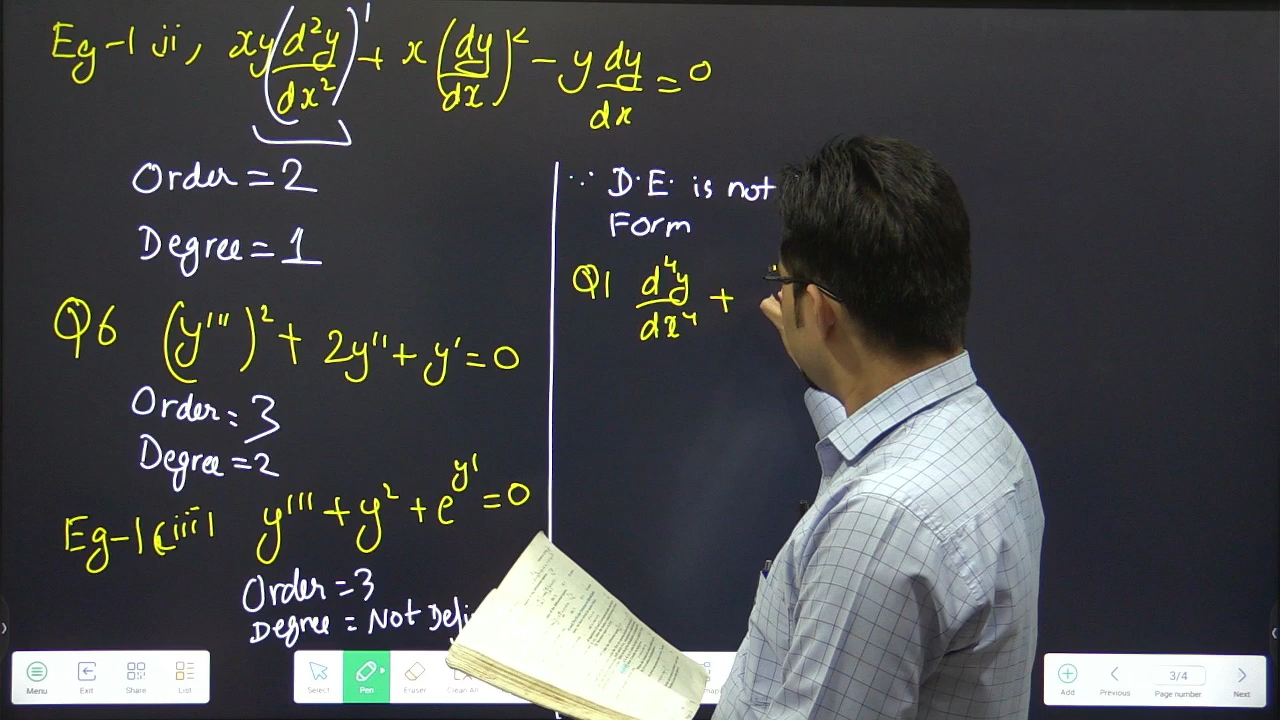 Eg-1 ii, xy(d²y/dx²)¹ + x(dy/dx)² - y dy/dx = 0
Order = 2
Degree = 1
Q6 (y''')² + 2y'' + y' = 0
Order = 3
Degree = 2
Eg-1(iii) y''' + y² + e^y' = 0
Order = 3
Degree = Not
∵ D.E. is not
Form
Q1 d⁴y/dx⁴ +
Menu
Exit
Share
List
Select
Pen
Eraser
Add
Previous
3/4
Page number
Next